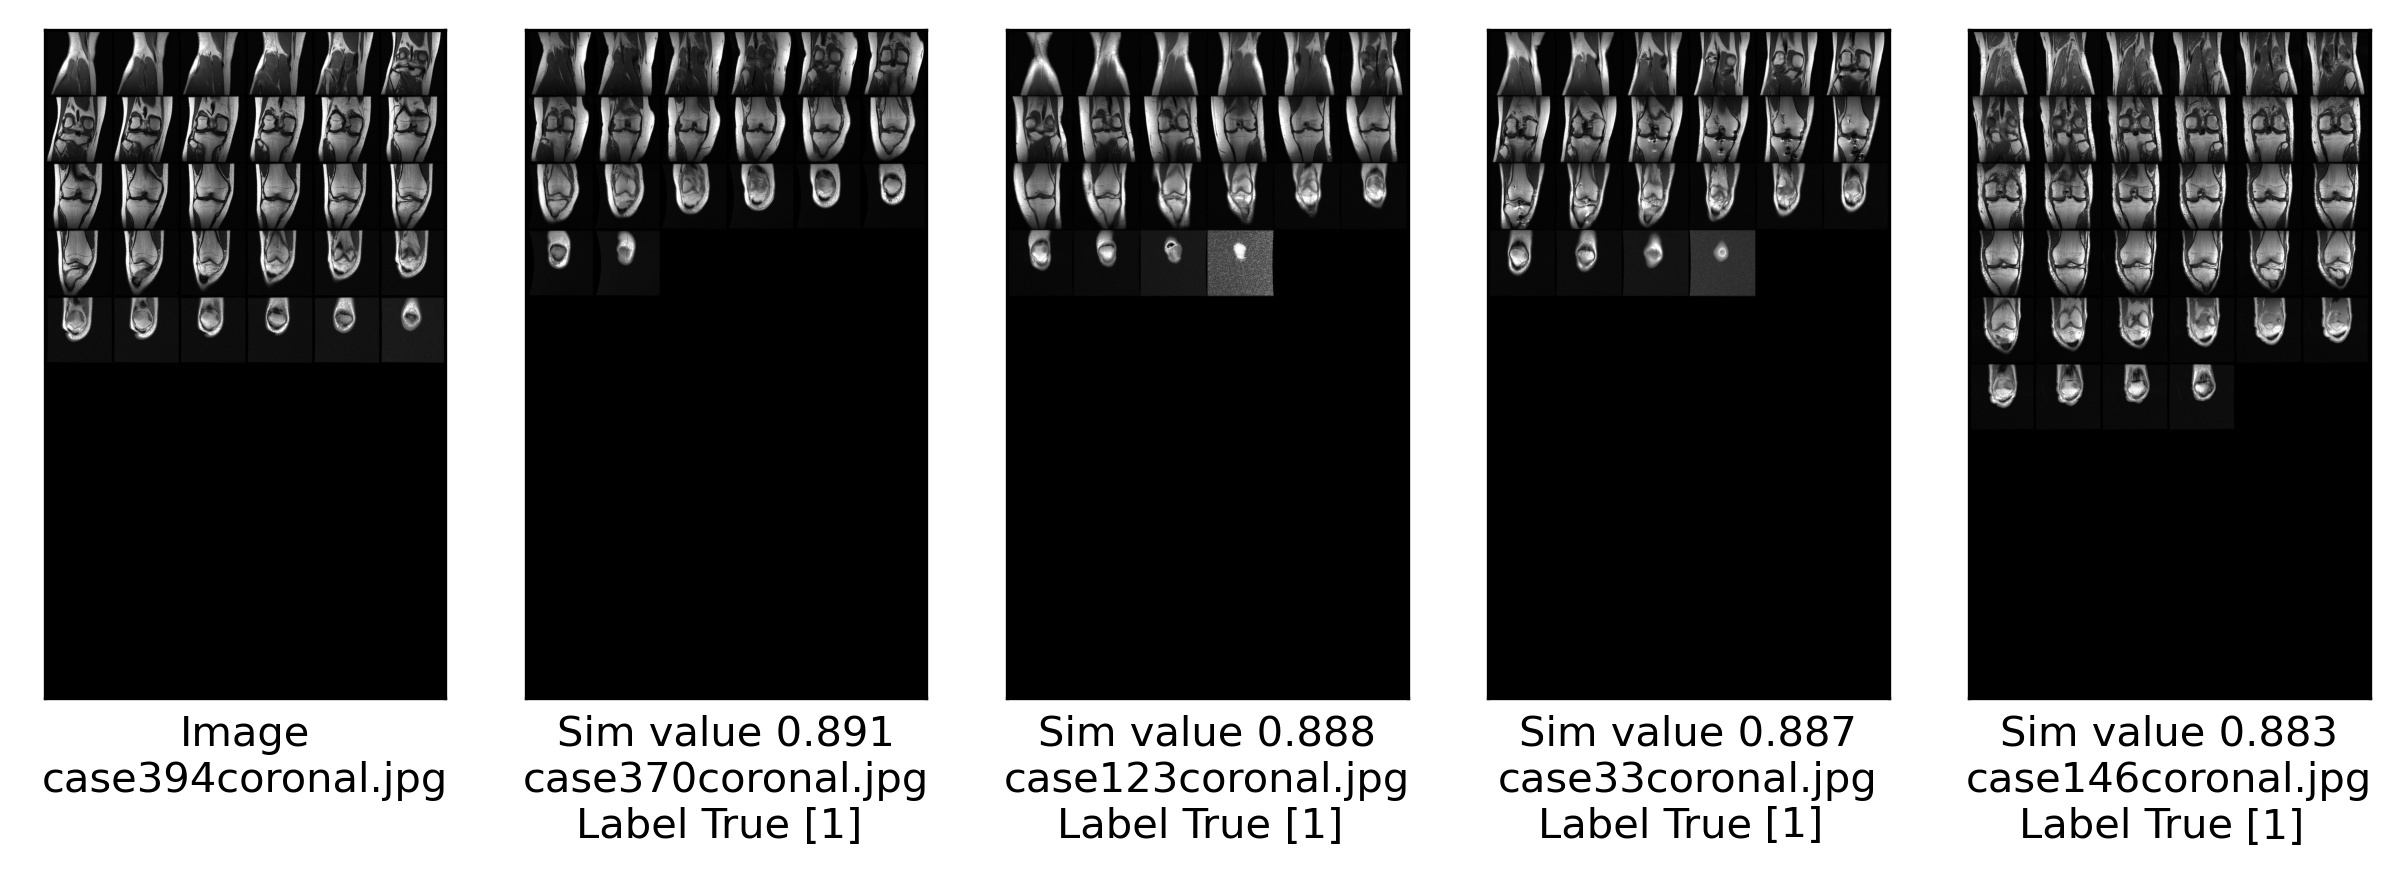 Image
case394coronal.jpg
Sim value 0.891
case370coronal.jpg
Label True [1]
Sim value 0.888
case123coronal.jpg
Label True [1]
Sim value 0.887
case33coronal.jpg
Label True [1]
Sim value 0.883
case146coronal.jpg
Label True [1]